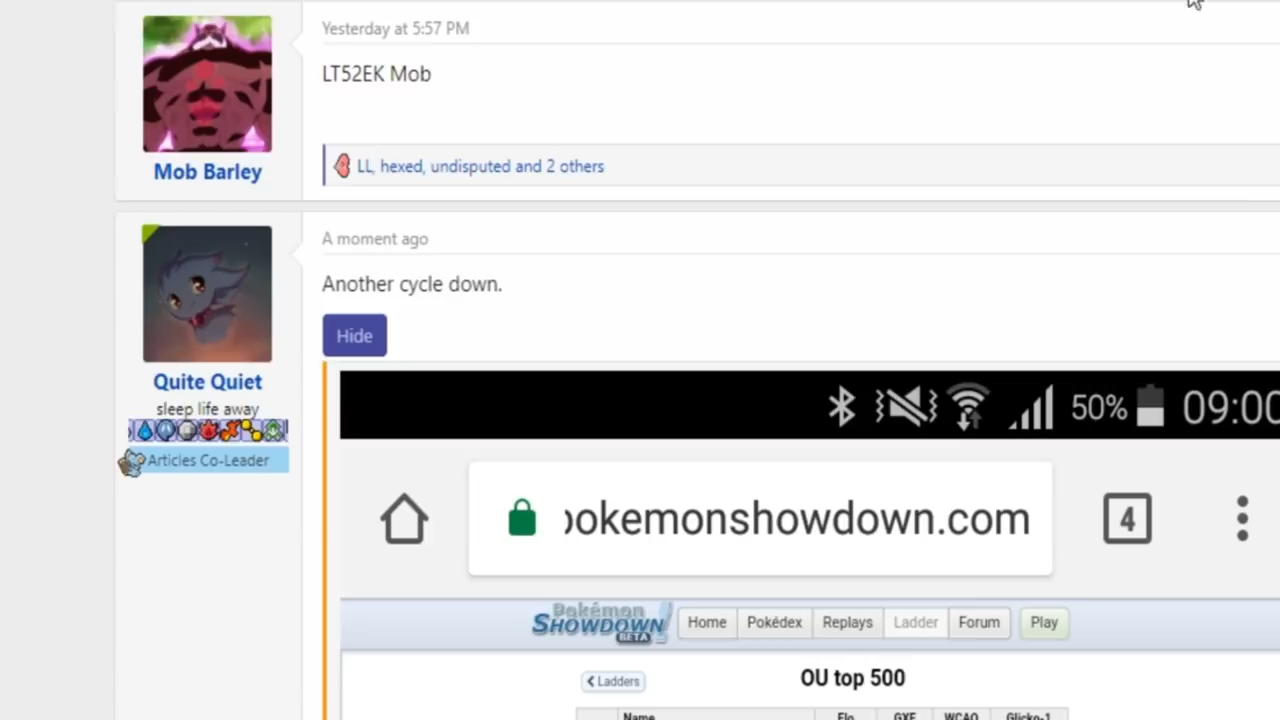 Yesterday at 5:57 PM
LT52EK Mob
LL, hexed, undisputed and 2 others
Mob Barley
A moment ago
Another cycle down.
Hide
Quite Quiet
sleep life away
Articles Co-Leader
50% 09:00
pokemonshowdown.com
4
Pokémon
SHOWDOWN
BETA
Home Pokédex Replays Ladder Forum Play
Ladders
OU top 500
Name Elo GXE WCAO Glicko-1